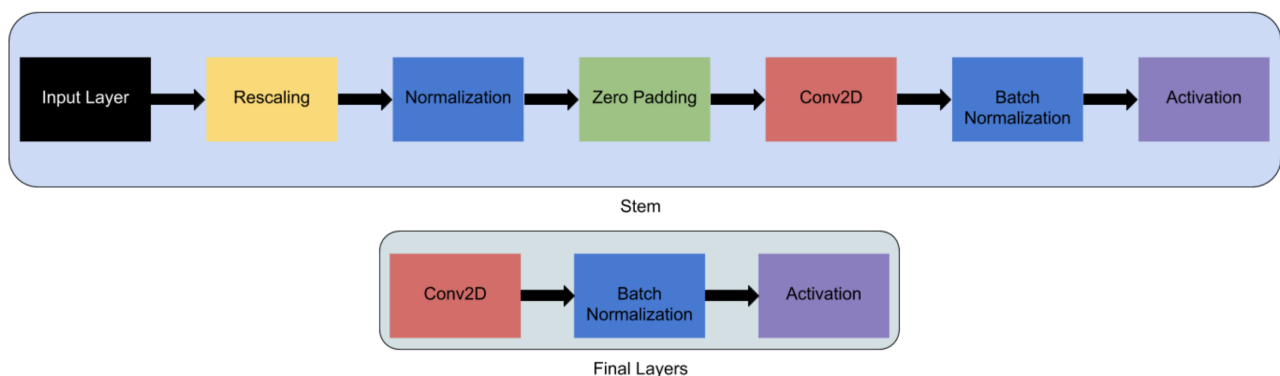 Input Layer
Rescaling
Normalization
Zero Padding
Conv2D
Batch
Normalization
Activation
Stem
Conv2D
Batch
Normalization
Activation
Final Layers